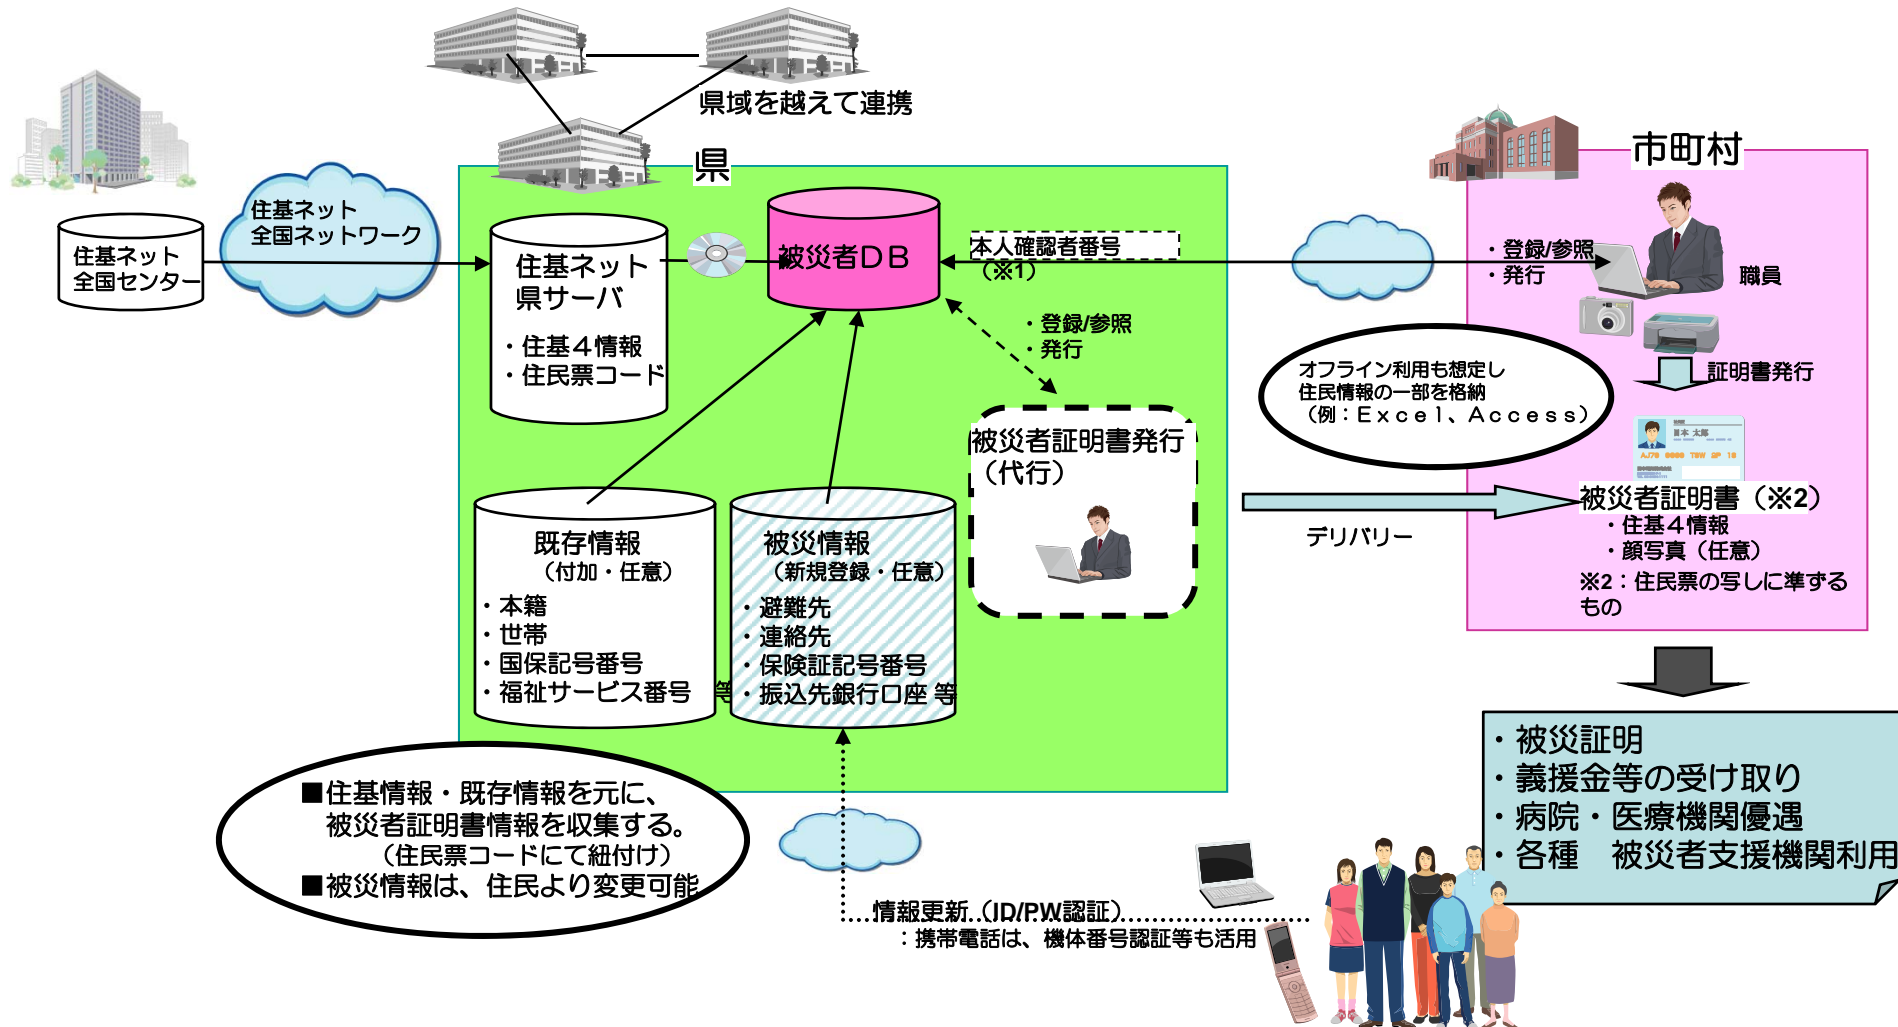 県域を越えて連携
県
市町村
住基ネット
全国センター
住基ネット
全国ネットワーク
住基ネット
県サーバ
・住基４情報
・住民票コード
被災者ＤＢ
本人確認者番号
（※1）
・登録/参照
・発行
・登録/参照
・発行
職員
オフライン利用も想定し
住民情報の一部を格納
（例：Ｅｘｃｅｌ、Ａｃｃｅｓｓ）
証明書発行
日本 太郎
被災者証明書発行
（代行）
デリバリー
被災者証明書（※2）
・住基４情報
・顔写真（任意）
※2：住民票の写しに準ずる
もの
既存情報
（付加・任意）
・本籍
・世帯
・国保記号番号
・福祉サービス番号　等
被災情報
（新規登録・任意）
・避難先
・連絡先
・保険証記号番号
・振込先銀行口座 等
・被災証明
・義援金等の受け取り
・病院・医療機関優遇
・各種　被災者支援機関利用
■住基情報・既存情報を元に、
被災者証明書情報を収集する。
（住民票コードにて紐付け）
■被災情報は、住民より変更可能
情報更新（ID/PW認証）
：携帯電話は、機体番号認証等も活用